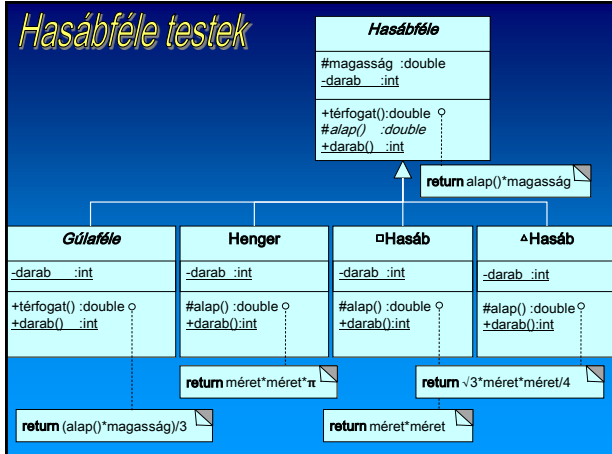 Hasábféle testek
Hasábféle
#magasság :double
-darab :int
+térfogat():double
#alap() :double
+darab() :int
return alap()*magasság
Gúlaféle
-darab :int
+térfogat() :double
+darab() :int
Henger
-darab :int
#alap() :double
+darab():int
□Hasáb
-darab :int
#alap() :double
+darab():int
△Hasáb
-darab :int
#alap() :double
+darab():int
return méret*méret*π
return √3*méret*méret/4
return (alap()*magasság)/3
return méret*méret